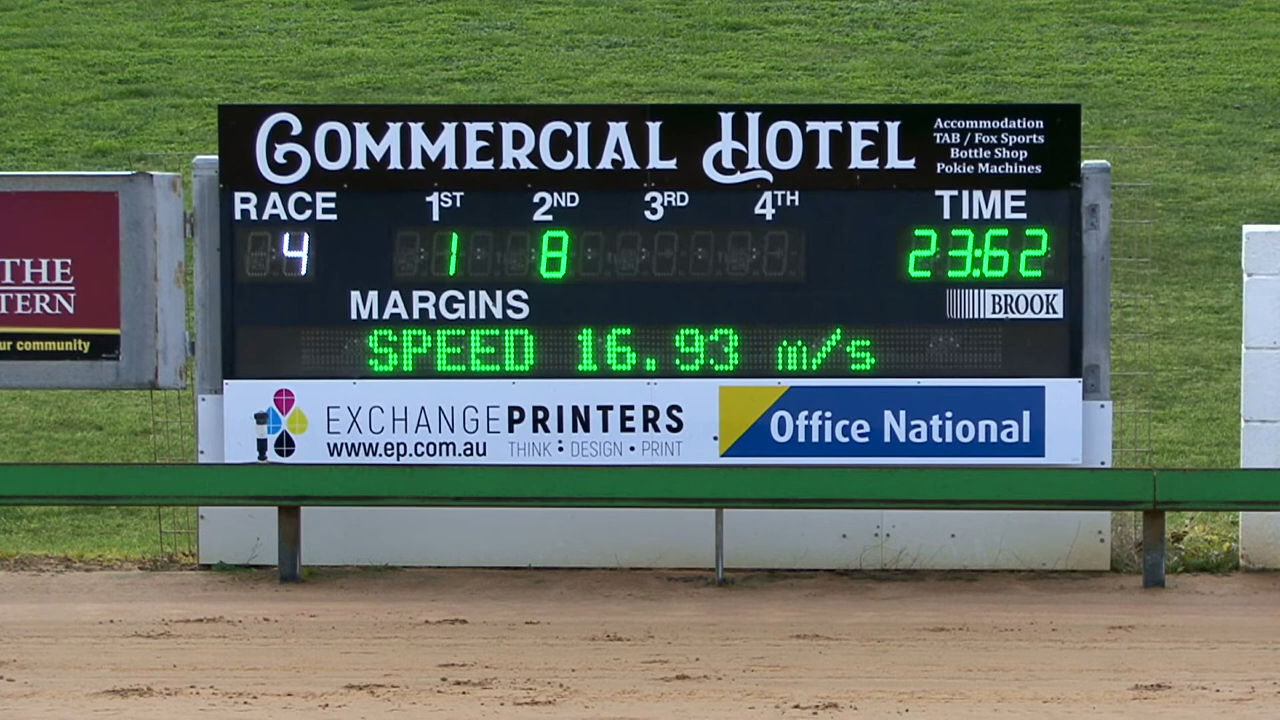 COMMERCIAL HOTEL
Accommodation
TAB / Fox Sports
Bottle Shop
Pokie Machines
RACE 1ST 2ND 3RD 4TH TIME
4 1 8 23:62
MARGINS
BROOK
SPEED 16.93 m/s
EXCHANGEPRINTERS
www.ep.com.au THINK : DESIGN • PRINT
Office National
THE
TERN
ur community